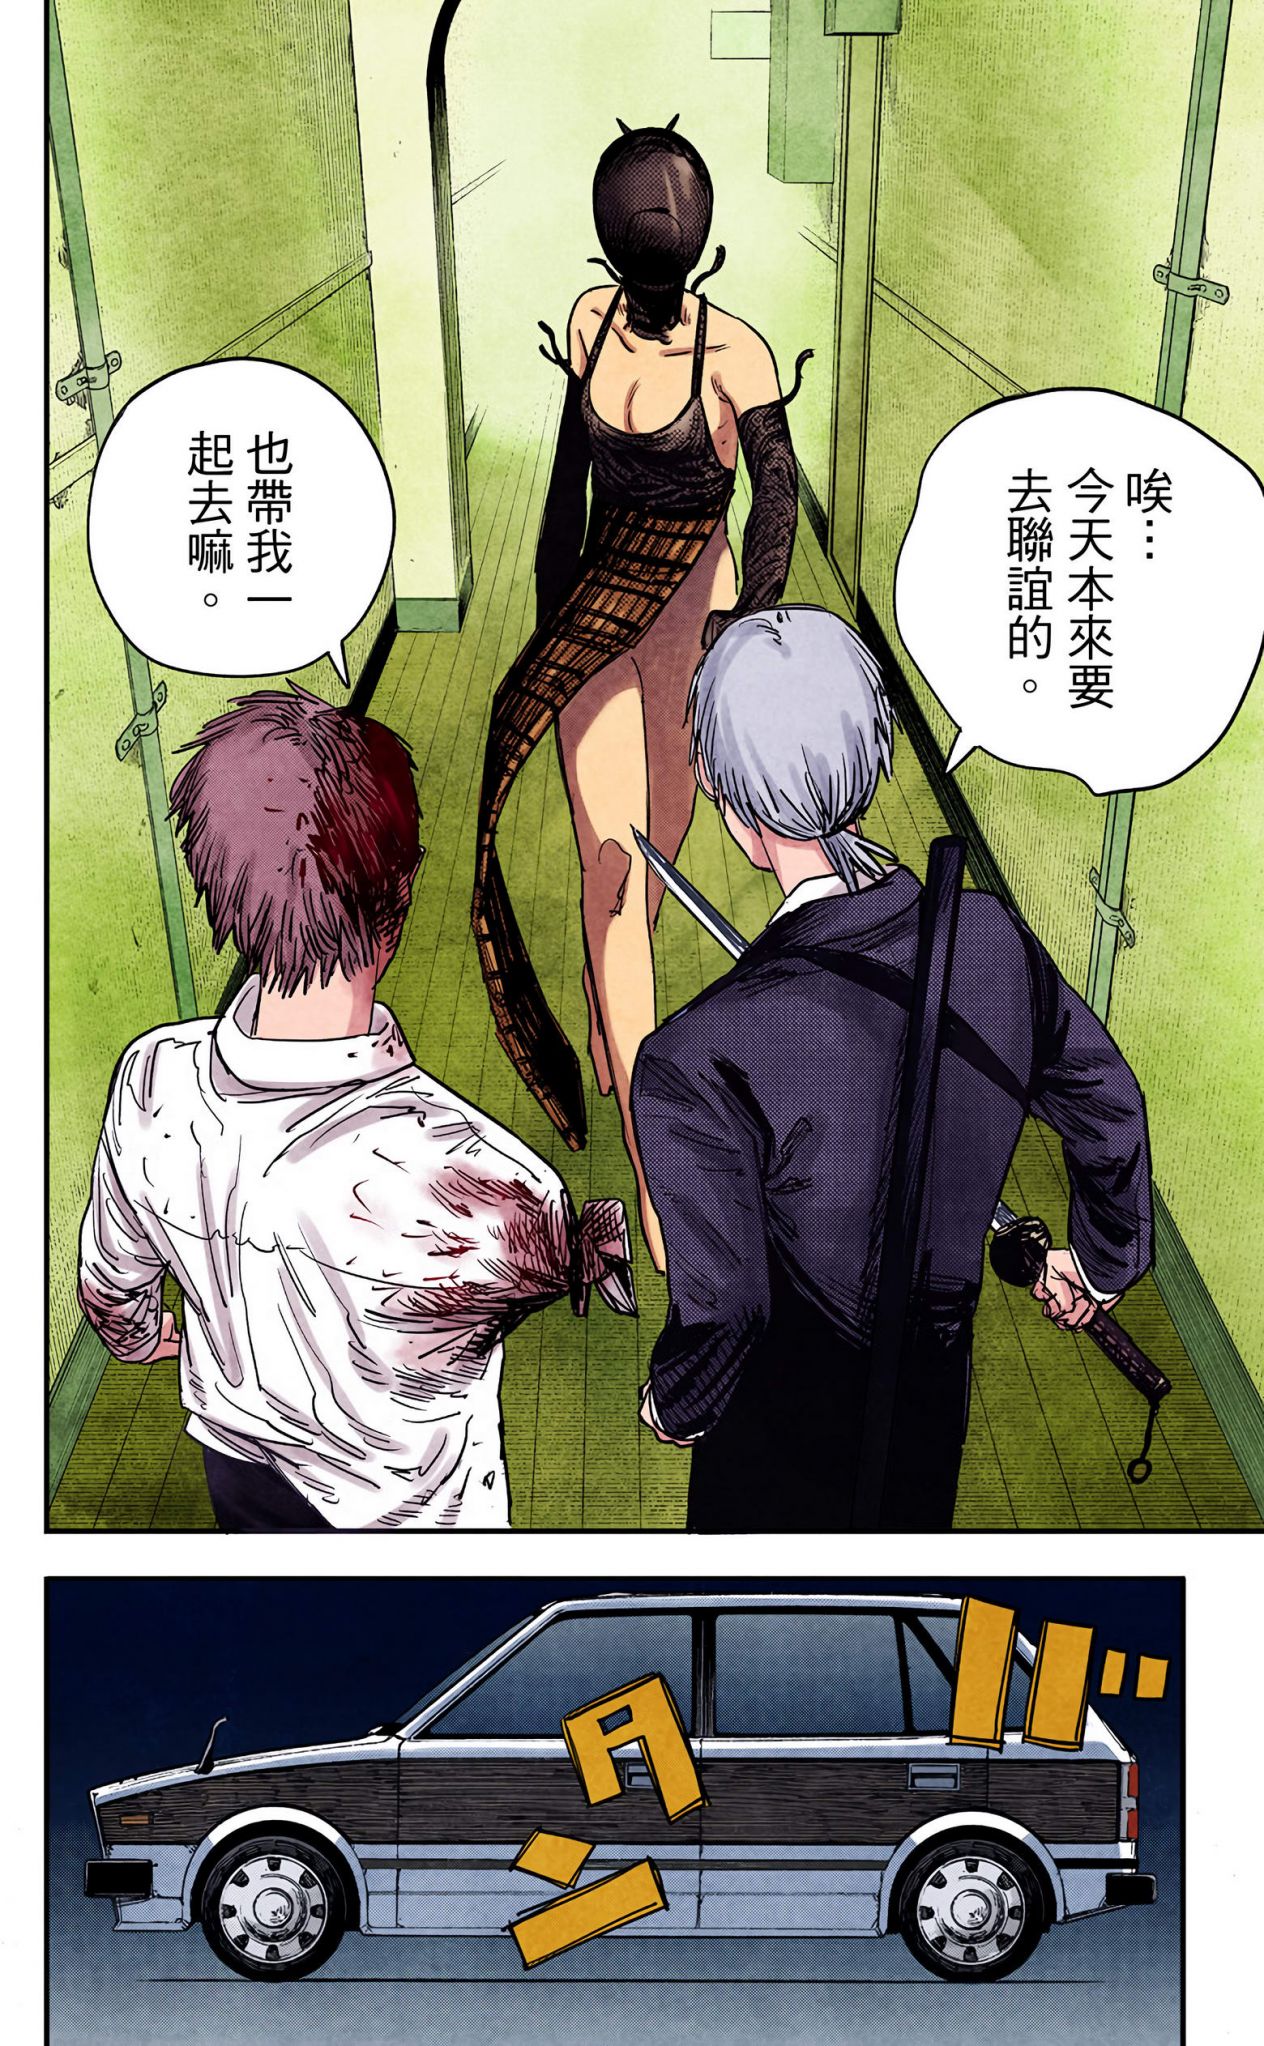 唉…
今天本來要
去聯誼的。
也帶我一
起去嘛。
バタン